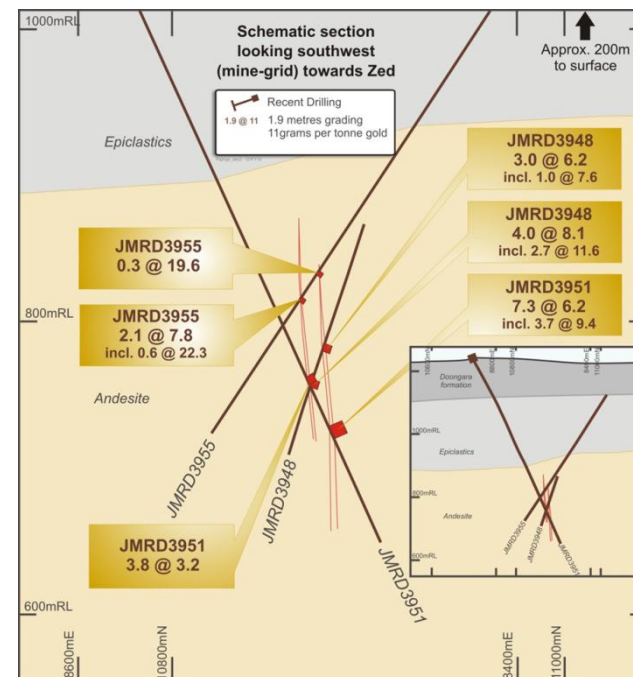 1000mRL
Schematic section
looking southwest
(mine-grid) towards Zed
Approx. 200m
to surface
Recent Drilling
1.9 @ 11
1.9 metres grading
11grams per tonne gold
Epiclastics
JMRD3948
3.0 @ 6.2
incl. 1.0 @ 7.6
JMRD3948
4.0 @ 8.1
incl. 2.7 @ 11.6
JMRD3955
0.3 @ 19.6
JMRD3951
7.3 @ 6.2
incl. 3.7 @ 9.4
JMRD3955
2.1 @ 7.8
incl. 0.6 @ 22.3
800mRL
Andesite
JMRD3955
JMRD3948
JMRD3951
JMRD3951
3.8 @ 3.2
600mRL
8600mE
10800mN
8400mE
11000mN
8600mE
10800mN
8400mE
11000mN
Doongara
formation
1000mRL
Epiclastics
800mRL
Andesite
JMRD3955
JMRD3948
JMRD3951
600mRL